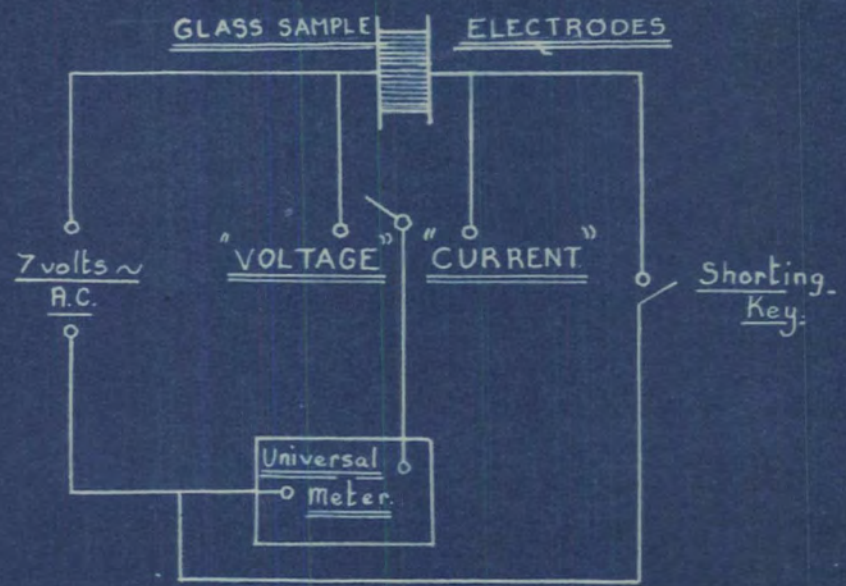 GLASS SAMPLE
ELECTRODES
"VOLTAGE"
"CURRENT"
7 volts ~
A.C.
Shorting
Key.
Universal
meter.